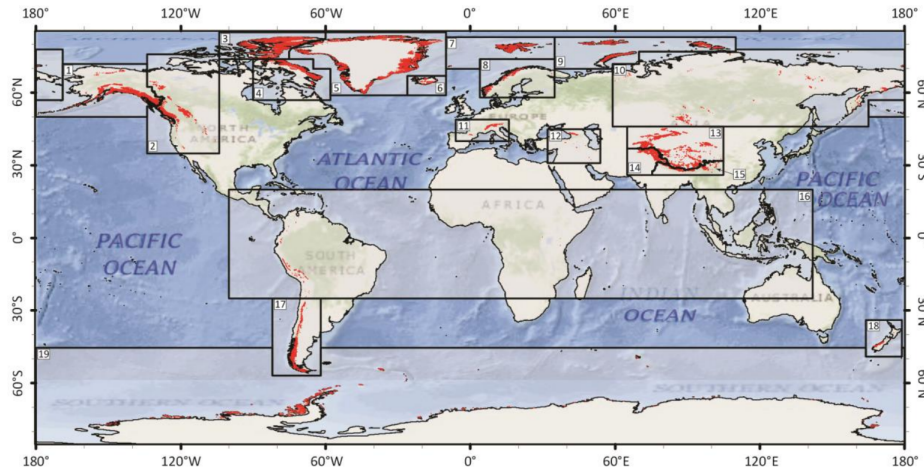 180° 120°W 60°W 0° 60°E 120°E 180°
3
7
1
8 9
60°N 10 60°N
4 5 6
NORTH
AMERICA
EUROPE
ASIA
11 12 13
2
30°N 14 15 30°S
ATLANTIC
OCEAN
PACIFIC
OCEAN
16
AFRICA
0° 0°
PACIFIC
OCEAN
SOUTH
AMERICA
INDIAN
OCEAN
AUSTRALIA
30°S 17 30°S
18
19
60°S 60°N
SOUTHERN OCEAN SOUTHERN OCEAN
180° 120°W 60°W 0° 60°E 120°E 180°